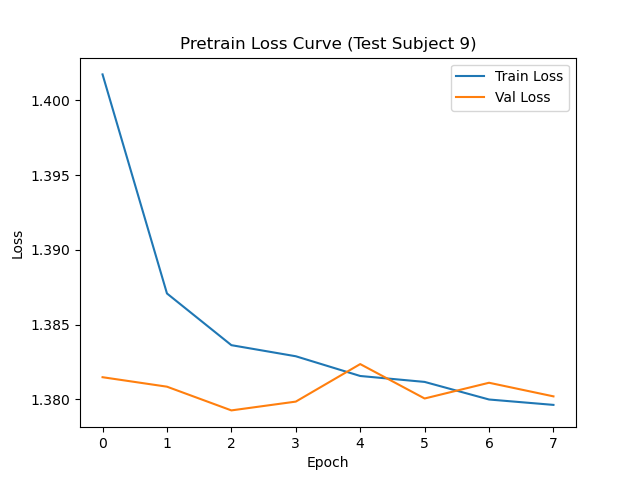 Pretrain Loss Curve (Test Subject 9)
Train Loss
Val Loss
1.400
1.395
1.390
1.385
1.380
Loss
0 1 2 3 4 5 6 7
Epoch